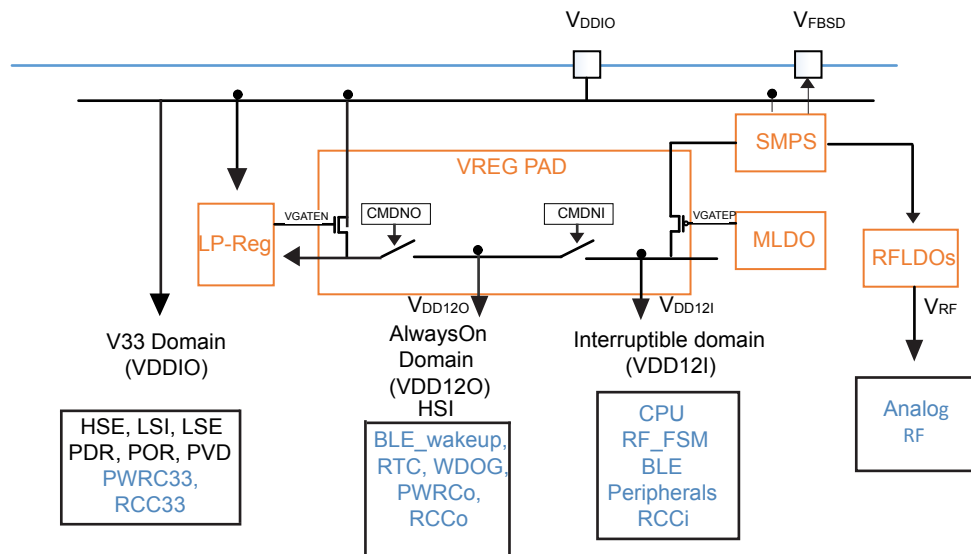 VDDIO
VFBSD
SMPS
VREG PAD
VGATEN
CMDNO
CMDNI
VGATEP
LP-Reg
MLDO
RFLDOs
VDD12O
VDD12I
VRF
V33 Domain
(VDDIO)
AlwaysOn
Domain
(VDD12O)
HSI
Interruptible domain
(VDD12I)
HSE, LSI, LSE
PDR, POR, PVD
PWRC33,
RCC33
BLE_wakeup,
RTC, WDOG,
PWRCo,
RCCo
CPU
RF_FSM
BLE
Peripherals
RCCi
Analog
RF